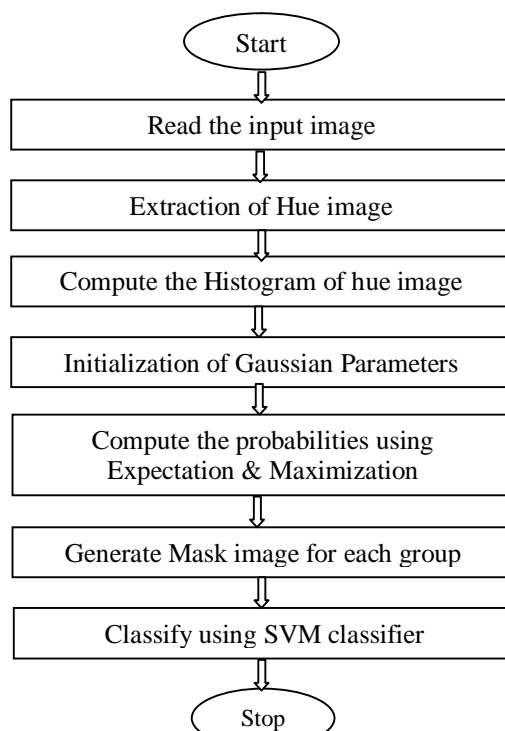 Start
Read the input image
Extraction of Hue image
Compute the Histogram of hue image
Initialization of Gaussian Parameters
Compute the probabilities using
Expectation & Maximization
Generate Mask image for each group
Classify using SVM classifier
Stop